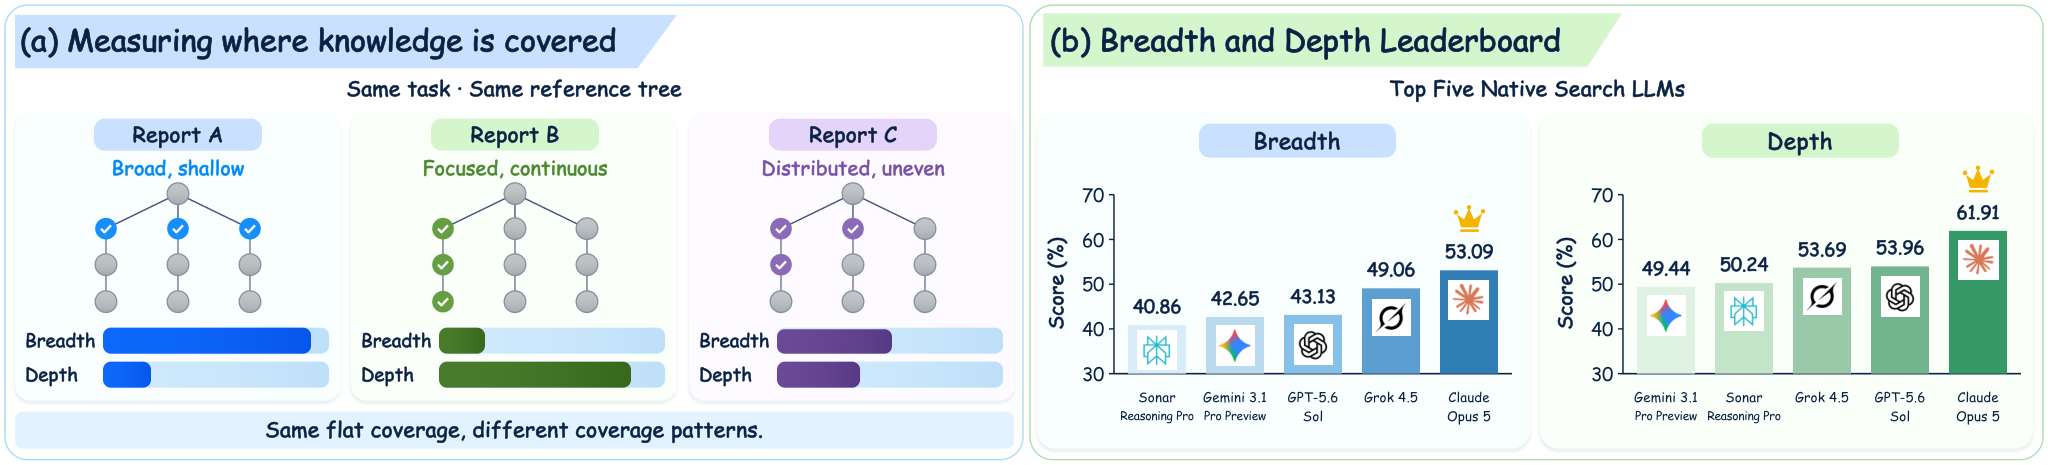 (a) Measuring where knowledge is covered
Same task · Same reference tree
Report A
Broad, shallow
Breadth
Depth
Report B
Focused, continuous
Breadth
Depth
Report C
Distributed, uneven
Breadth
Depth
Same flat coverage, different coverage patterns.
(b) Breadth and Depth Leaderboard
Top Five Native Search LLMs
Breadth
Score (%)
70
60
50
40
30
40.86
42.65
43.13
49.06
53.09
Sonar
Reasoning Pro
Gemini 3.1
Pro Preview
GPT-5.6
Sol
Grok 4.5
Claude
Opus 5
Depth
Score (%)
70
60
50
40
30
49.44
50.24
53.69
53.96
61.91
Gemini 3.1
Pro Preview
Sonar
Reasoning Pro
Grok 4.5
GPT-5.6
Sol
Claude
Opus 5